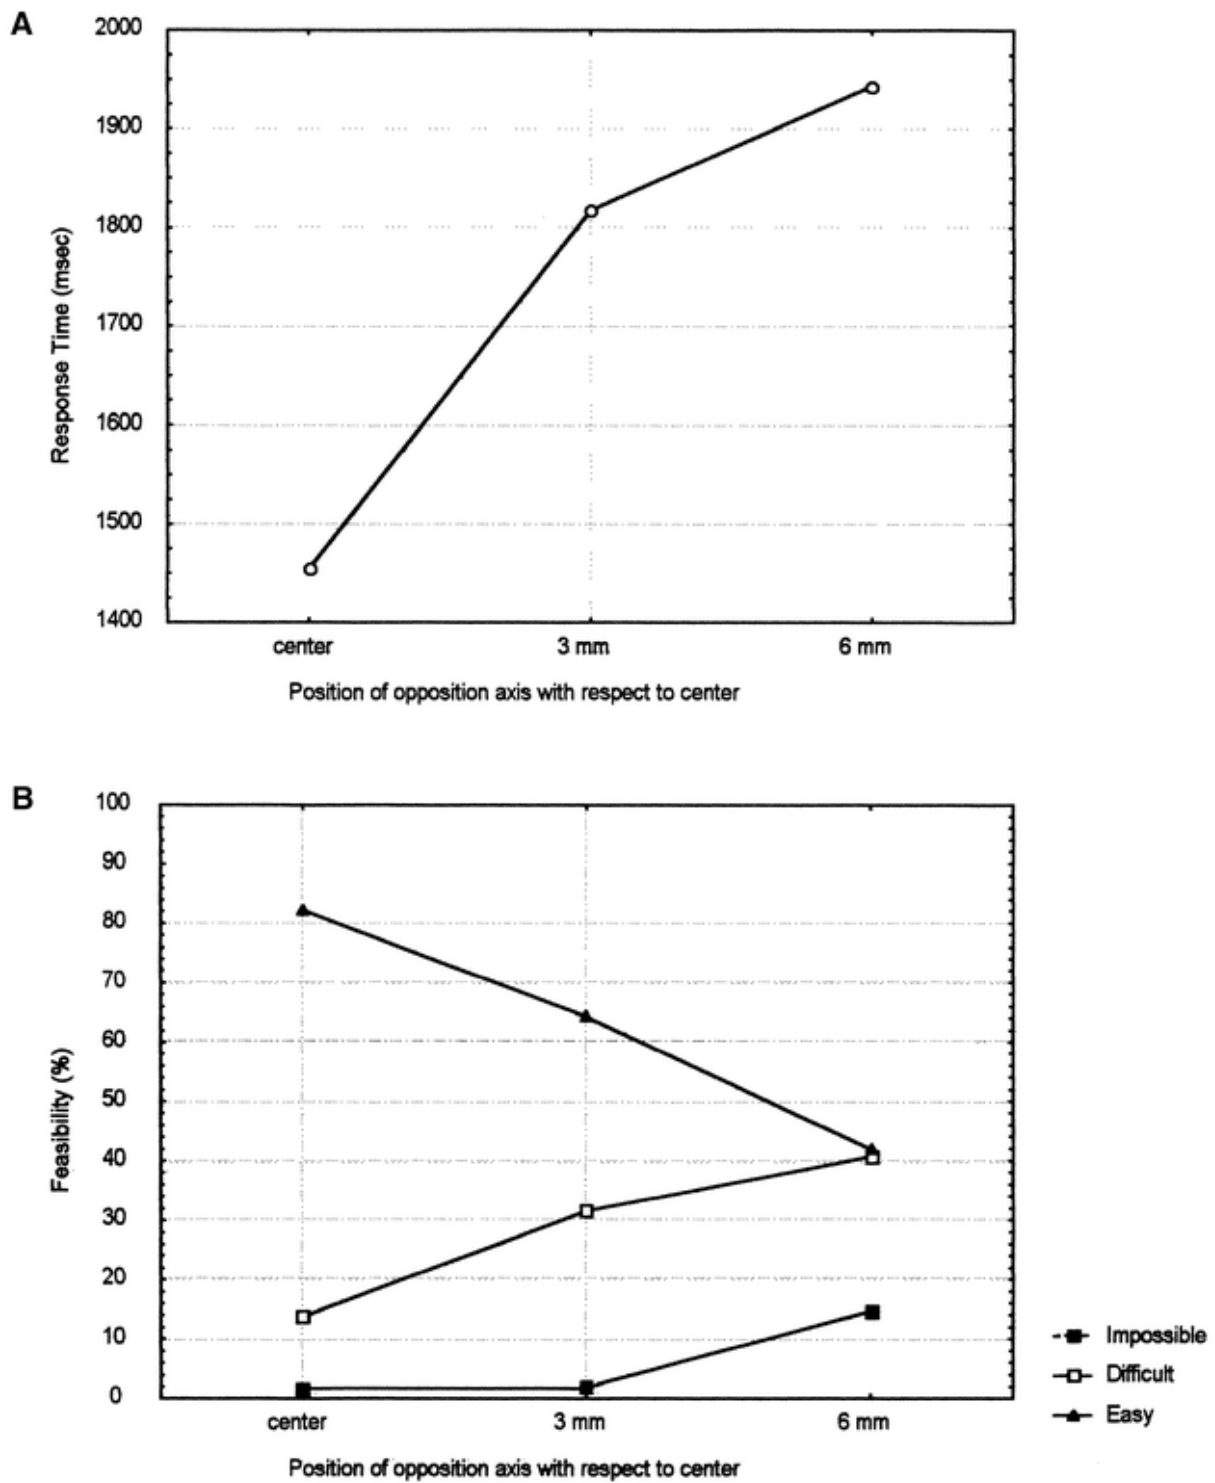 A
2000
1900
1800
1700
1600
1500
1400
Response Time (msec)
center 3 mm 6 mm
Position of opposition axis with respect to center
B
100
90
80
70
60
50
40
30
20
10
0
Feasibility (%)
center 3 mm 6 mm
Position of opposition axis with respect to center
Impossible
Difficult
Easy